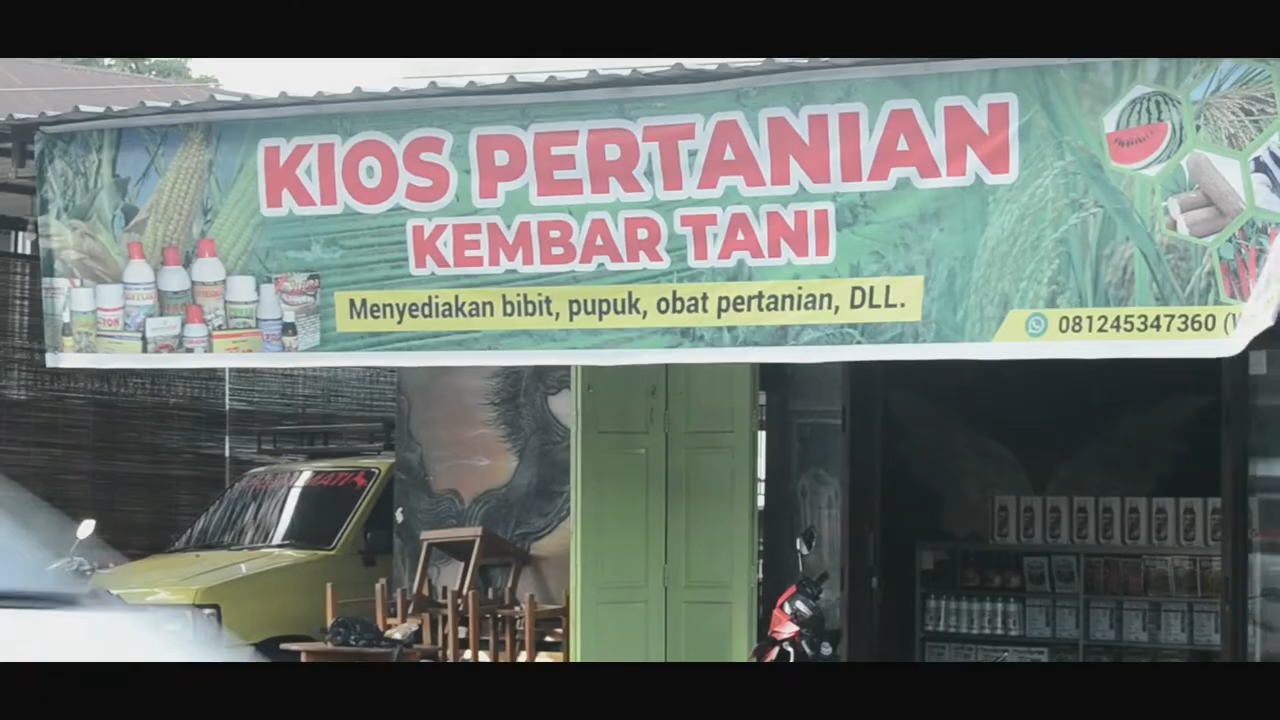 KIOS PERTANIAN
KEMBAR TANI
Menyediakan bibit, pupuk, obat pertanian, DLL.
081245347360